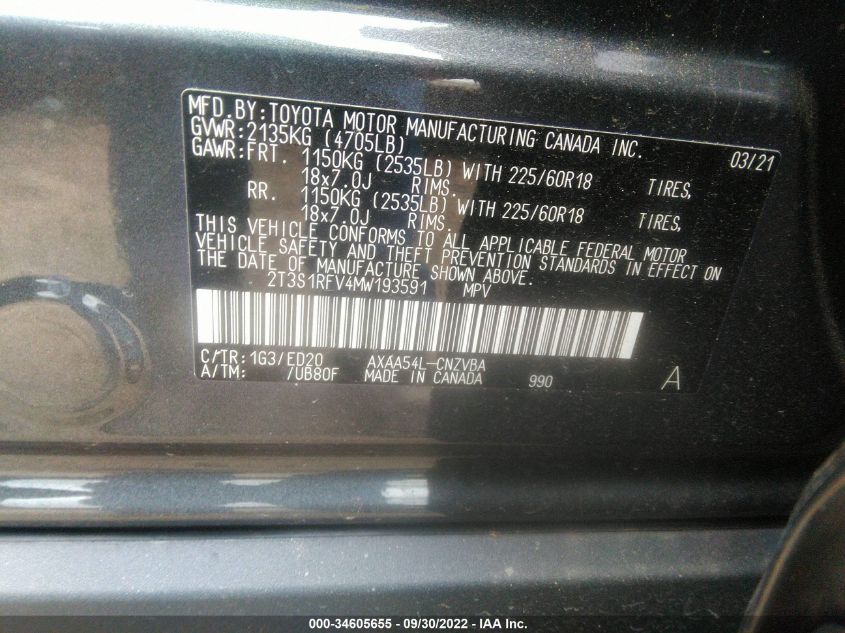 MFD.BY:TOYOTA MOTOR MANUFACTURING CANADA INC. 03/21
GVWR:2135KG (4705LB)
GAWR:FRT. 1150KG (2535LB) WITH 225/60R18 TIRES,
18x7.0J RIMS.
RR. 1150KG (2535LB) WITH 225/60R18 TIRES,
18x7.0J RIMS.
THIS VEHICLE CONFORMS TO ALL APPLICABLE FEDERAL MOTOR
VEHICLE SAFETY AND THEFT PREVENTION STANDARDS IN EFFECT ON
THE DATE OF MANUFACTURE SHOWN ABOVE.
2T3S1RFV4MW193591 MPV
C/TR:1G3/ED20 AXAA54L-CNZVBA
A/TM: /UB80F MADE IN CANADA 990 A
000-34605655 - 09/30/2022 - IAA Inc.